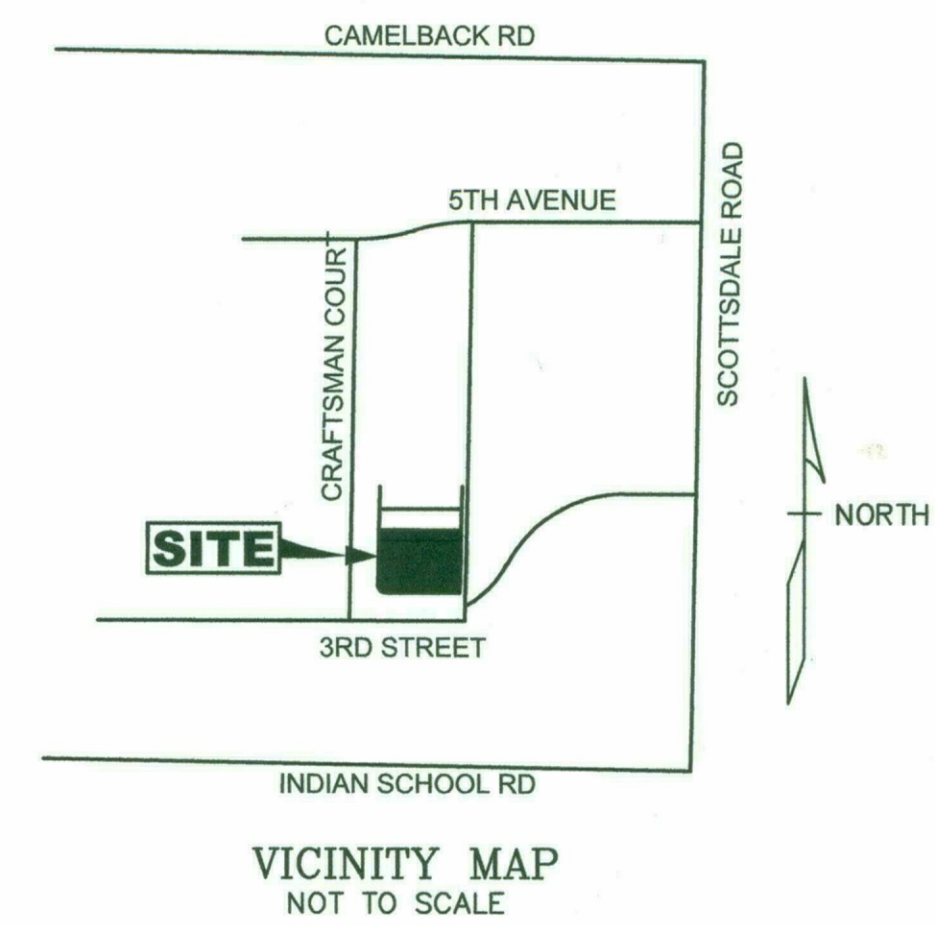 CAMELBACK RD
5TH AVENUE
SCOTTSDALE ROAD
CRAFTSMAN COURT
SITE
NORTH
3RD STREET
INDIAN SCHOOL RD
VICINITY MAP
NOT TO SCALE